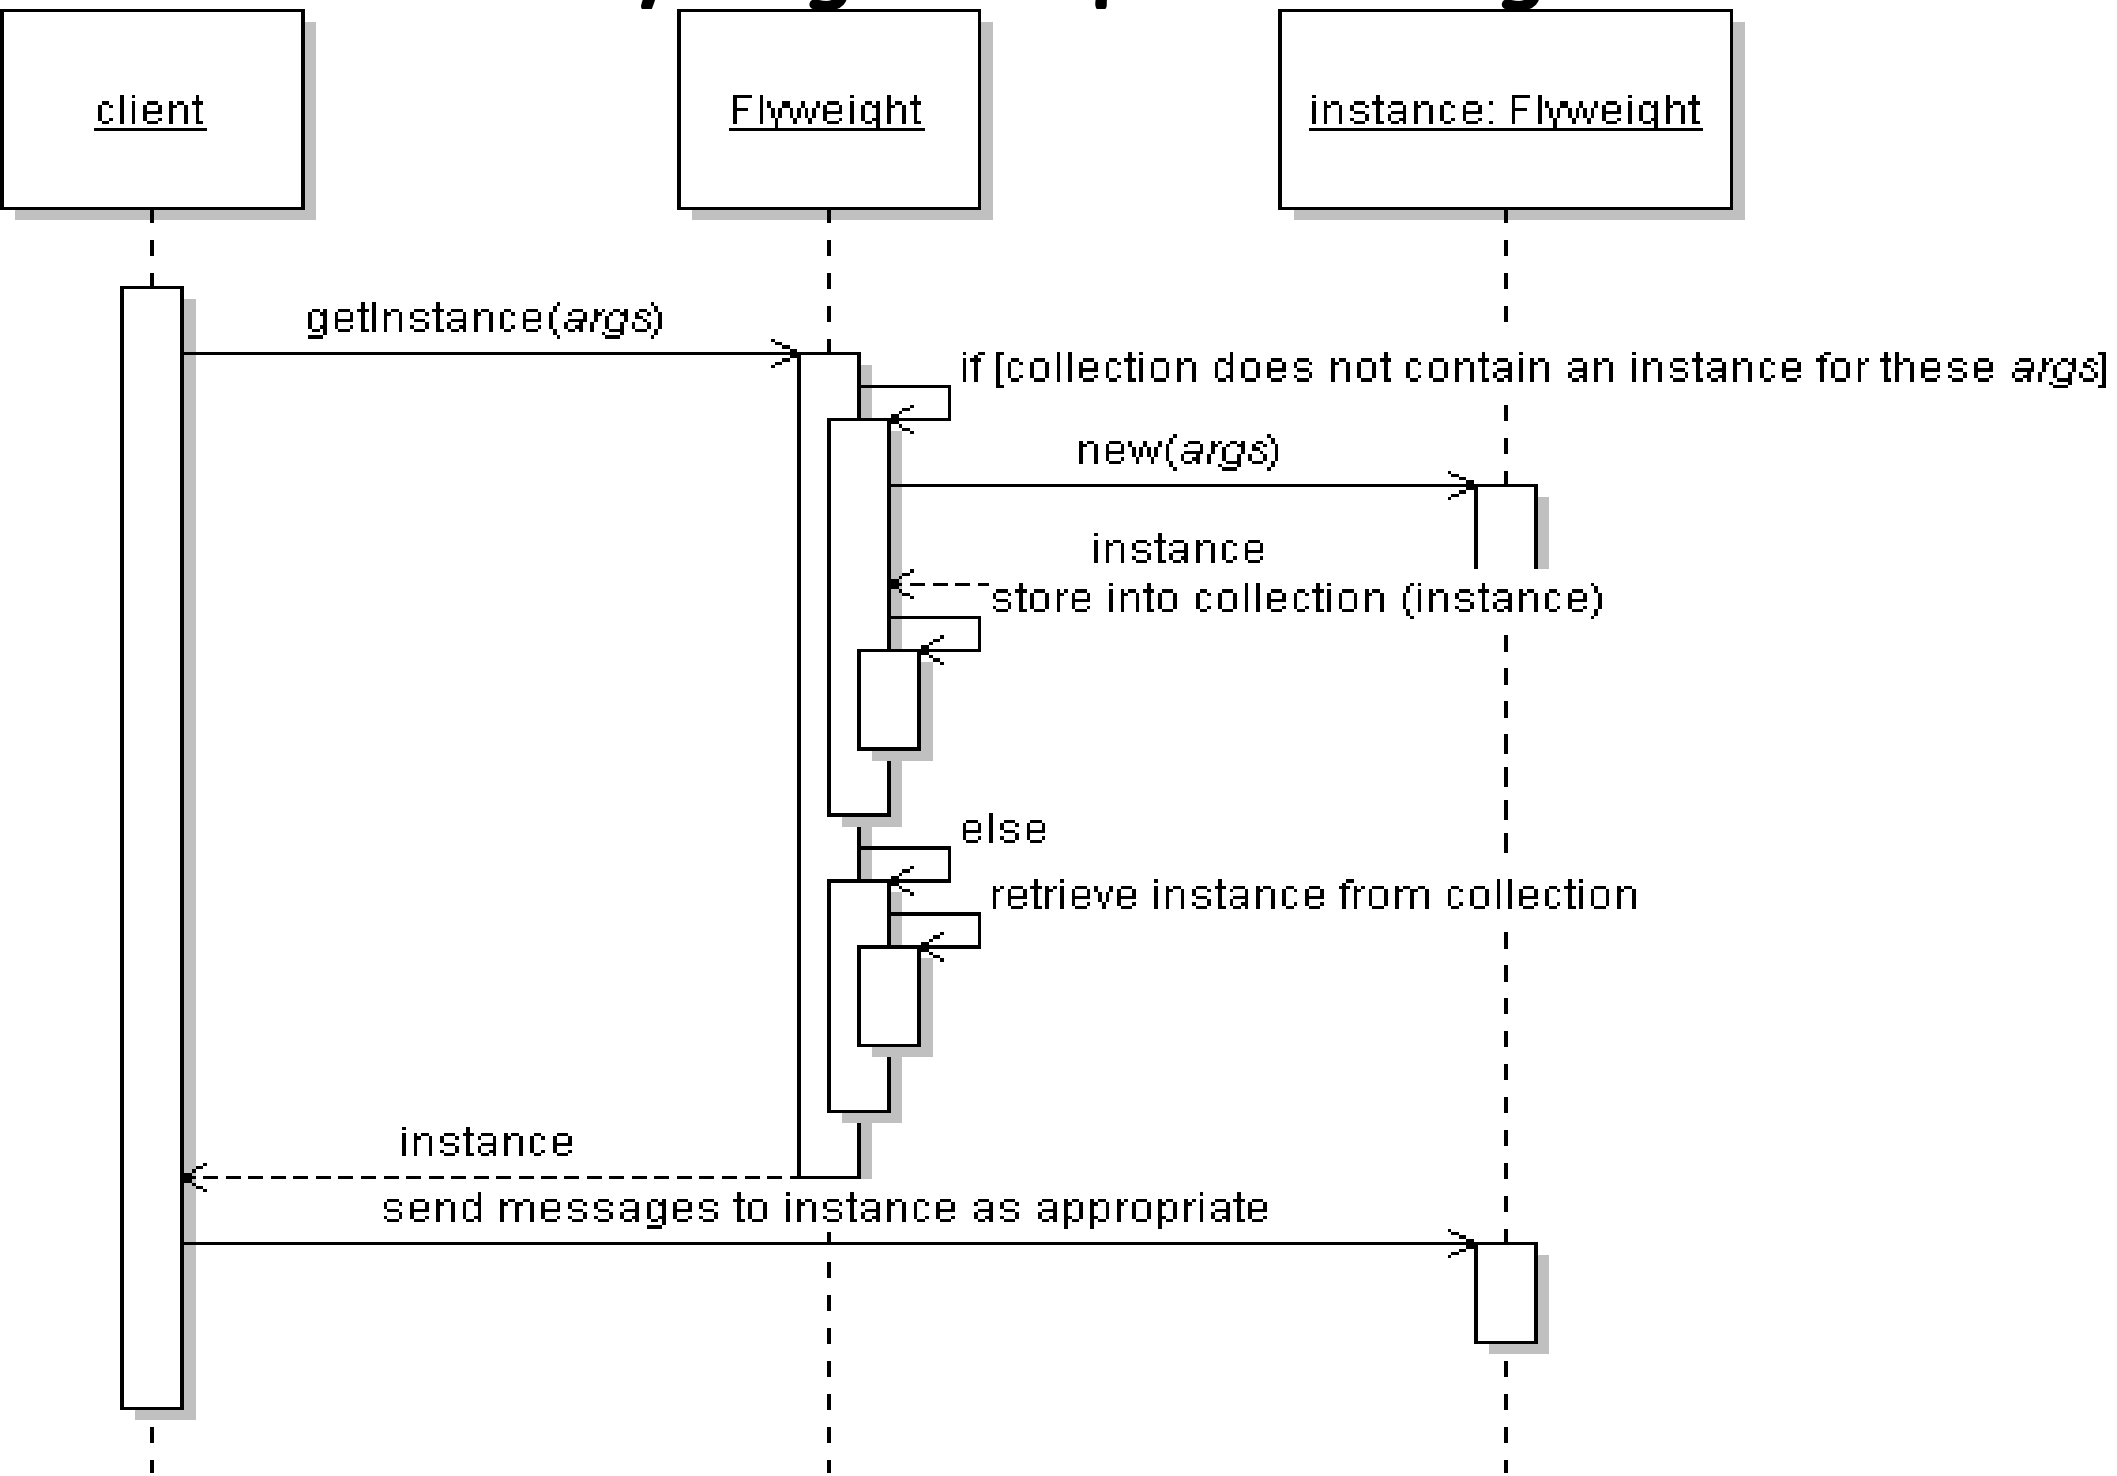 client
Flyweight
instance: Flyweight
getInstance(args)
if [collection does not contain an instance for these args]
new(args)
instance
store into collection (instance)
else
retrieve instance from collection
instance
send messages to instance as appropriate